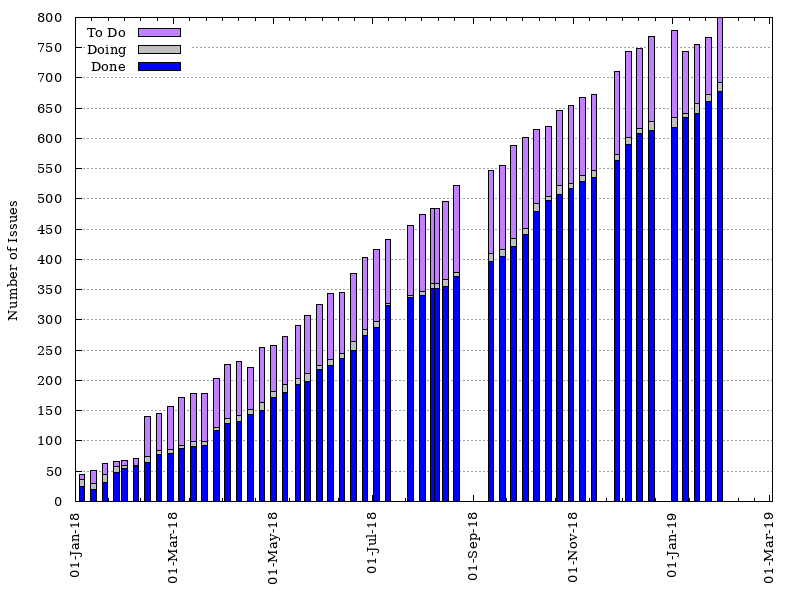 To Do
Doing
Done
800
750
700
650
600
550
500
450
400
350
300
250
200
150
100
50
0
Number of Issues
01-Jan-18
01-Mar-18
01-May-18
01-Jul-18
01-Sep-18
01-Nov-18
01-Jan-19
01-Mar-19